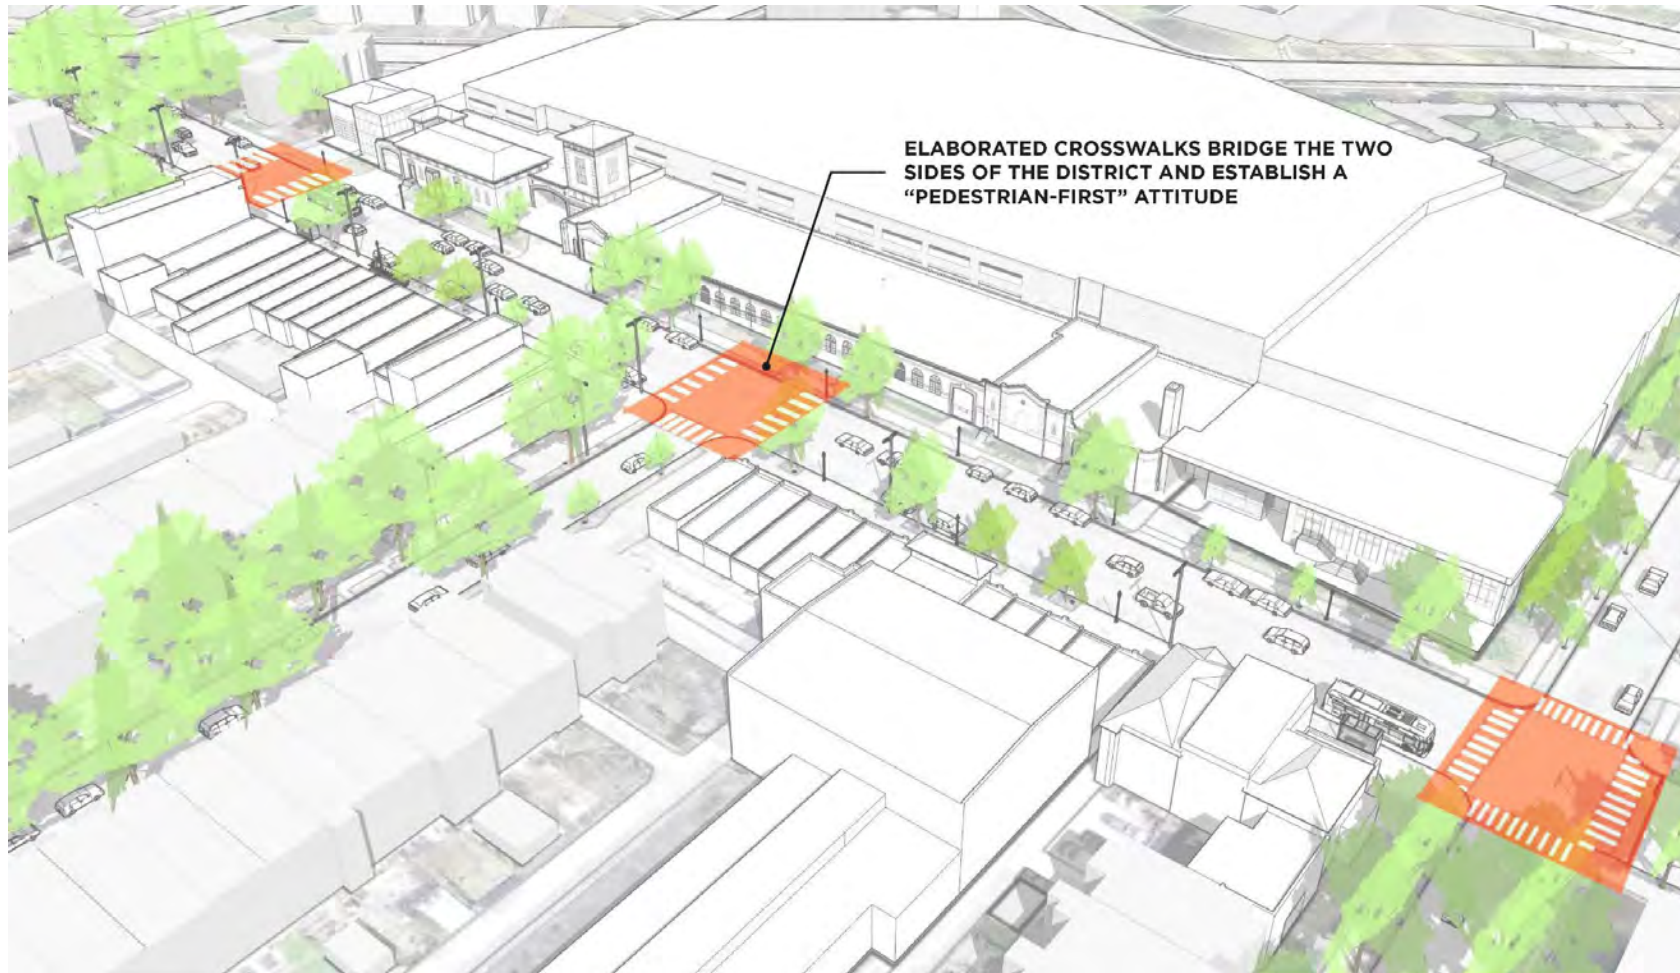 ELABORATED CROSSWALKS BRIDGE THE TWO
SIDES OF THE DISTRICT AND ESTABLISH A
“PEDESTRIAN-FIRST” ATTITUDE